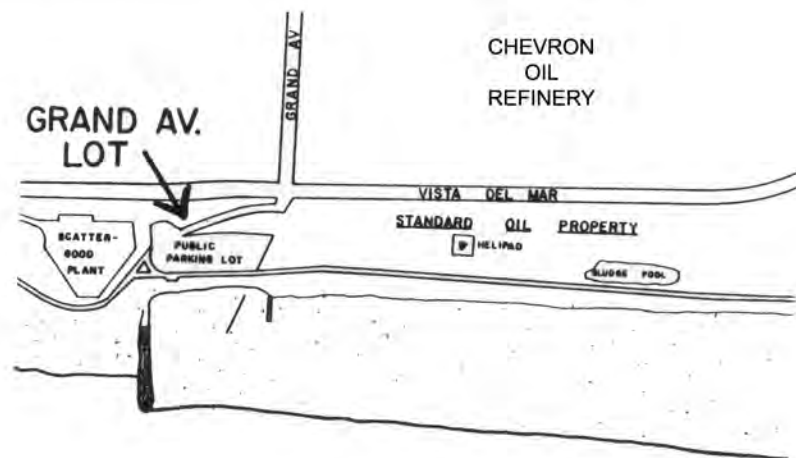 GRAND AV
CHEVRON
OIL
REFINERY
GRAND AV.
LOT
VISTA DEL MAR
STANDARD OIL PROPERTY
SCATTER-
GOOD
PLANT
PUBLIC
PARKING LOT
HELIPAD
SLUDGE POOL